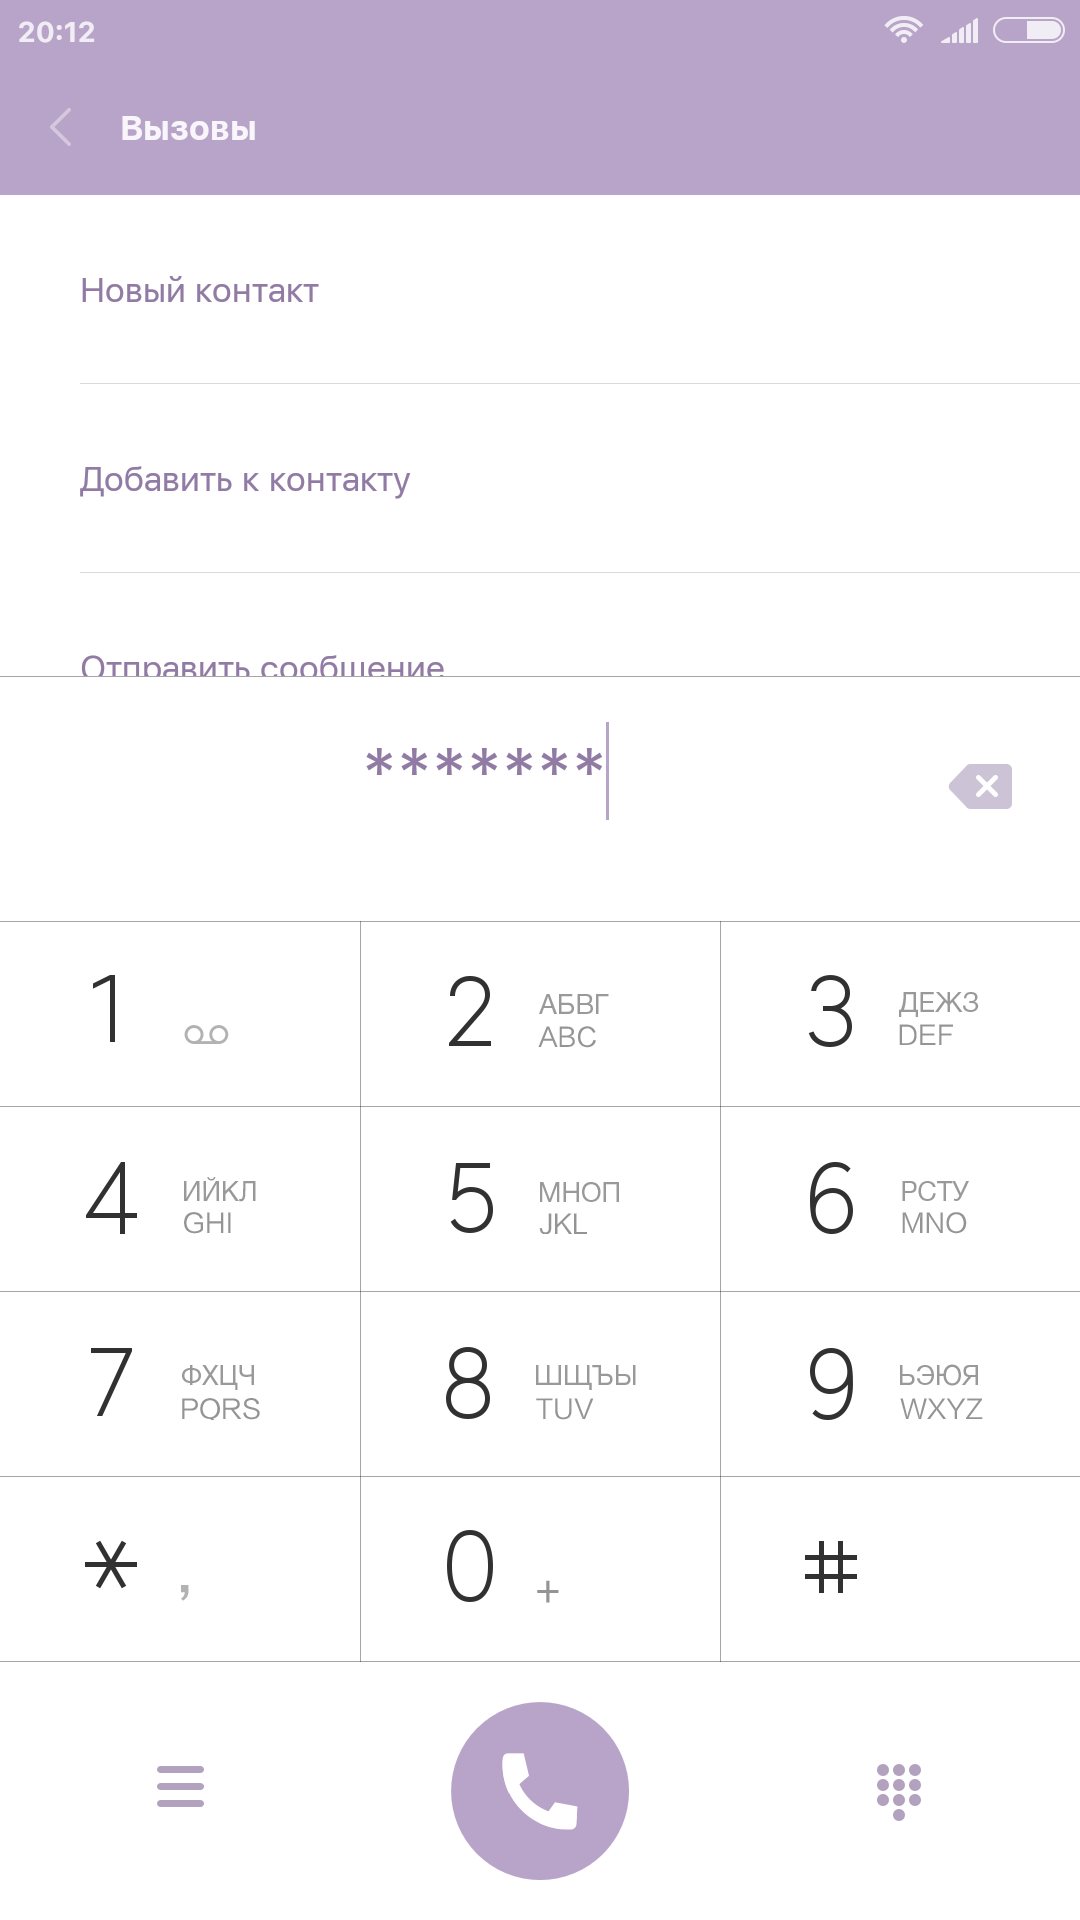 20:12
Вызовы
Новый контакт
Добавить к контакту
Отправить сообщение
*******
1
2 АБВГ
ABC
3 ДЕЖЗ
DEF
4 ИЙКЛ
GHI
5 МНОП
JKL
6 РСТУ
MNO
7 ФХЦЧ
PQRS
8 ШЩЪЫ
TUV
9 ЬЭЮЯ
WXYZ
* ,
0 +
#